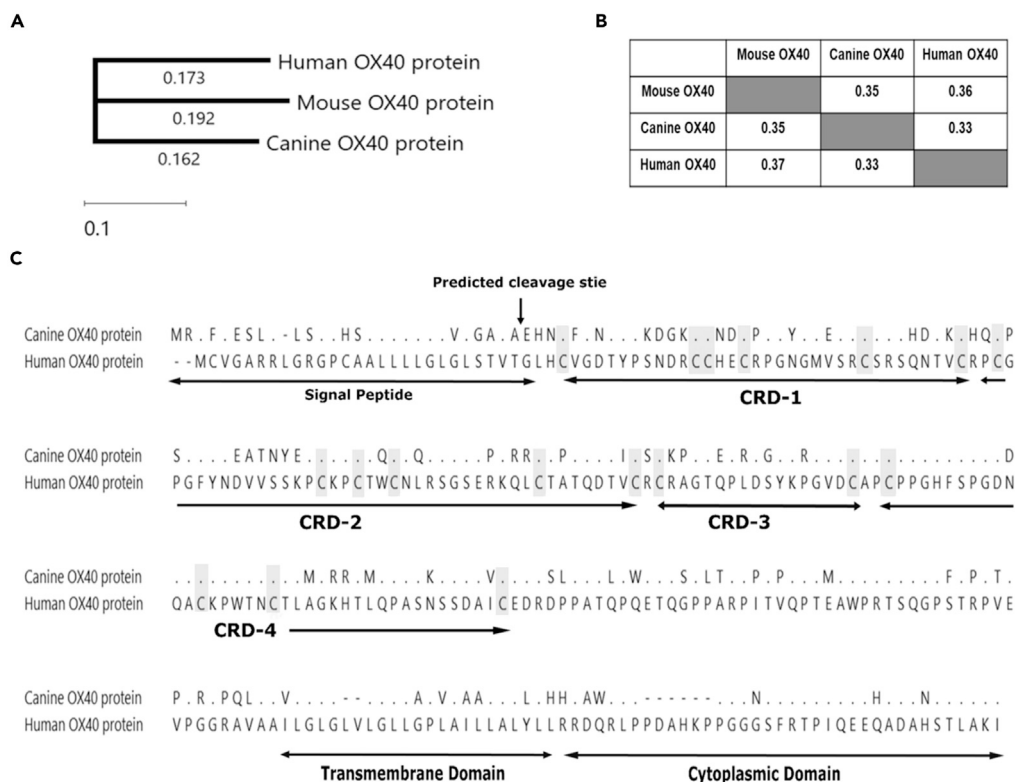 A
Human OX40 protein
0.173
Mouse OX40 protein
0.192
Canine OX40 protein
0.162
0.1
B
Mouse OX40 Canine OX40 Human OX40
Mouse OX40 0.35 0.36
Canine OX40 0.35 0.33
Human OX40 0.37 0.33
C
Predicted cleavage stie
Canine OX40 protein MR.F.ESL.-LS..HS........V.GA.AEHN.F.N...KDGK..ND.P..Y..E......HD.K.HQ.P
Human OX40 protein --MCVGARRLGRGPCAALLLLGLGLSTVTGLHCVGDTYPSNDRCCHECRPGNGMVSRCSRSQNTVCRPCG
Signal Peptide
CRD-1
Canine OX40 protein S....EATNYE......Q..Q......P.RR..P.....I.S.KP..E.R.G..R................D
Human OX40 protein PGFYNDVVSSKPCKPCTWCNLRSGSERKQLCTATQDTVCRCRAGTQPLDSYKPGVDCAPCPPGHFSPGDN
CRD-2
CRD-3
Canine OX40 protein ..........M.RR.M....K....V....SL....L.W....S.LT..P.P...M..........F.P.T.
Human OX40 protein QACKPWTNCTLAGKHTLQPASNSSDAICEDRDPPATQPQETQGPPARPITVQPTEAWPRTSQGPSTRPVE
CRD-4
Canine OX40 protein P.R.PQL..V.....--....A.V.AA...LHH.AW....------...N.........H...N......
Human OX40 protein VPGGRAVAAILGLGLVLGLLGPLAILLALYLLRRDQRLPPDAHKPPGGGSFRTPIQEEQADAHSTLAKI
Transmembrane Domain
Cytoplasmic Domain